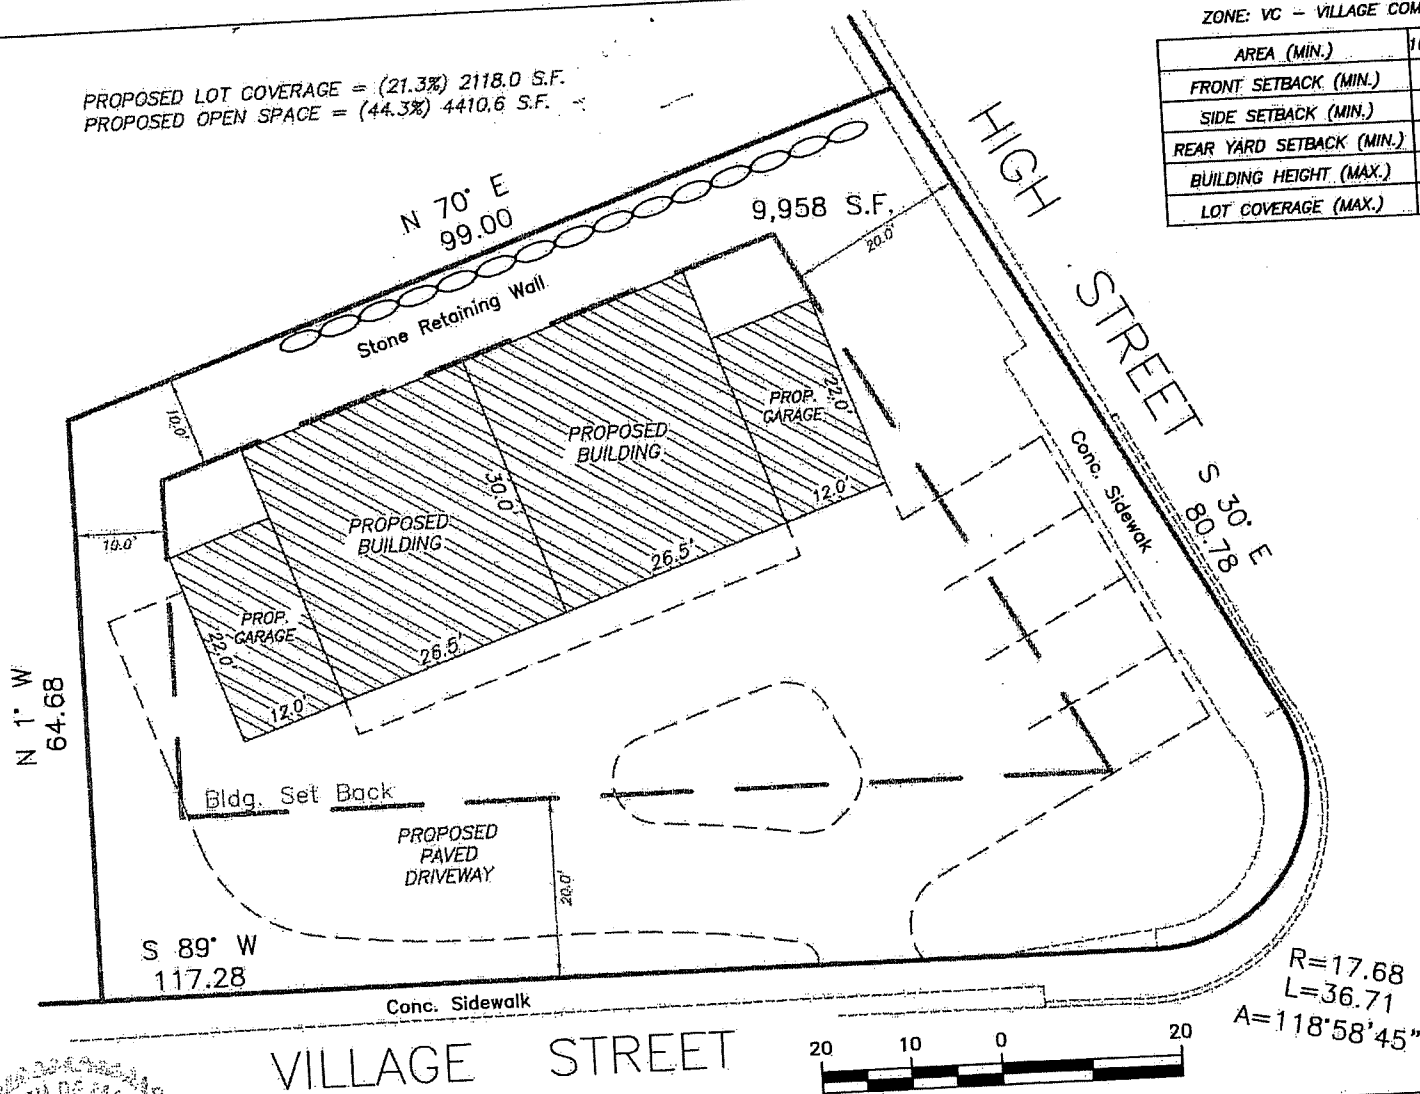 ZONE: VC - VILLAGE COM
AREA (MIN.)
FRONT SETBACK (MIN.)
SIDE SETBACK (MIN.)
REAR YARD SETBACK (MIN.)
BUILDING HEIGHT (MAX.)
LOT COVERAGE (MAX.)
PROPOSED LOT COVERAGE = (21.3%) 2118.0 S.F.
PROPOSED OPEN SPACE = (44.3%) 4410.6 S.F.
HIGH STREET
N 70° E
99.00
9,958 S.F.
20.0'
Stone Retaining Wall
10.0'
PROP.
GARAGE
22.0'
12.0'
PROPOSED
BUILDING
30.0'
26.5'
PROPOSED
BUILDING
26.5'
10.0'
PROP.
GARAGE
22.0'
12.0'
Conc. Sidewak
S 30° E
80.78
N 1° W
64.68
Bldg. Set Back
PROPOSED
PAVED
DRIVEWAY
20.0'
S 89° W
117.28
Conc. Sidewalk
R=17.68
L=36.71
A=118°58'45"
VILLAGE STREET
20 10 0 20